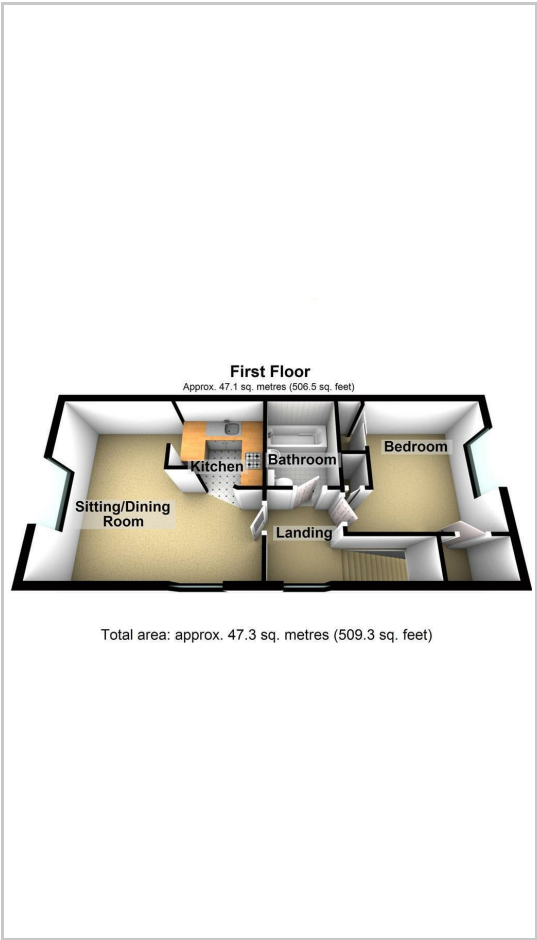 First Floor
Approx. 47.1 sq. metres (506.5 sq. feet)
Kitchen
Bathroom
Bedroom
Sitting/Dining
Room
Landing
Total area: approx. 47.3 sq. metres (509.3 sq. feet)